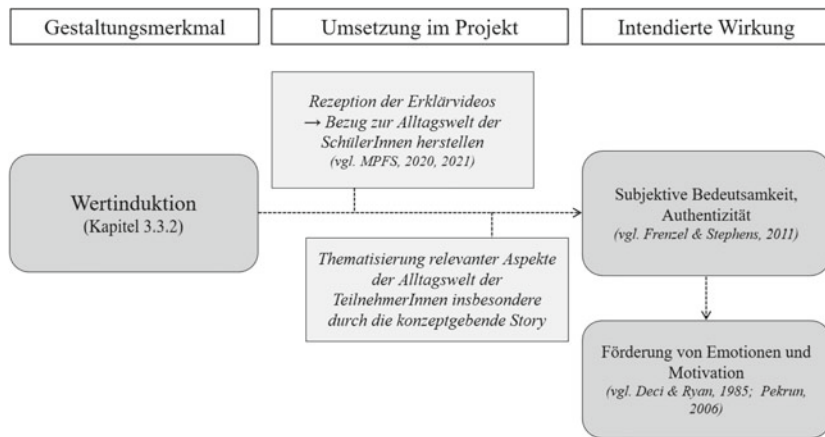 Gestaltungsmerkmal
Umsetzung im Projekt
Intendierte Wirkung
Rezeption der Erklärvideos
→ Bezug zur Alltagswelt der
SchülerInnen herstellen
(vgl. MPFS, 2020, 2021)
Wertinduktion
(Kapitel 3.3.2)
Subjektive Bedeutsamkeit,
Authentizität
(vgl. Frenzel & Stephens, 2011)
Thematisierung relevanter Aspekte
der Alltagswelt der
TeilnehmerInnen insbesondere
durch die konzeptgebende Story
Förderung von Emotionen und
Motivation
(vgl. Deci & Ryan, 1985; Pekrun,
2006)